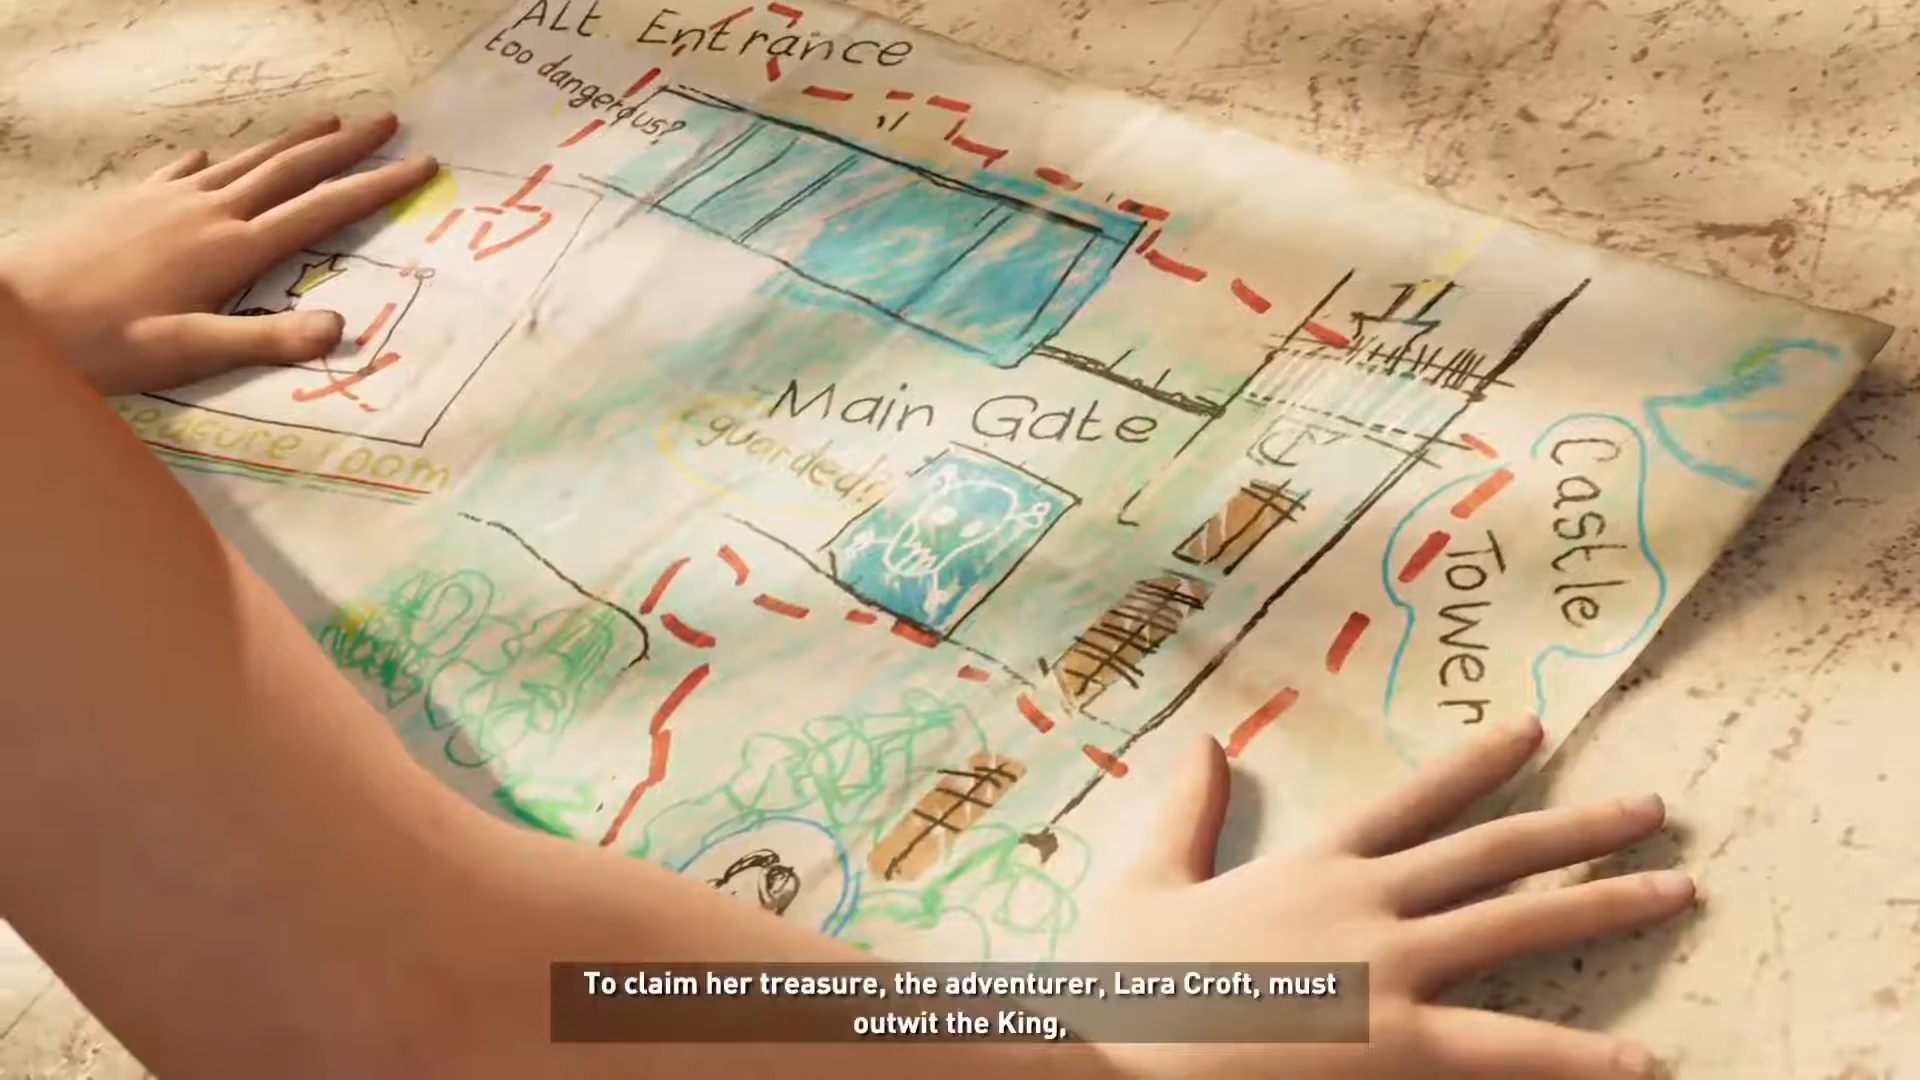 ALt. Entrance
too dangerous?
Main Gate
guarded!
Castle
Tower
room
To claim her treasure, the adventurer, Lara Croft, must
outwit the King,